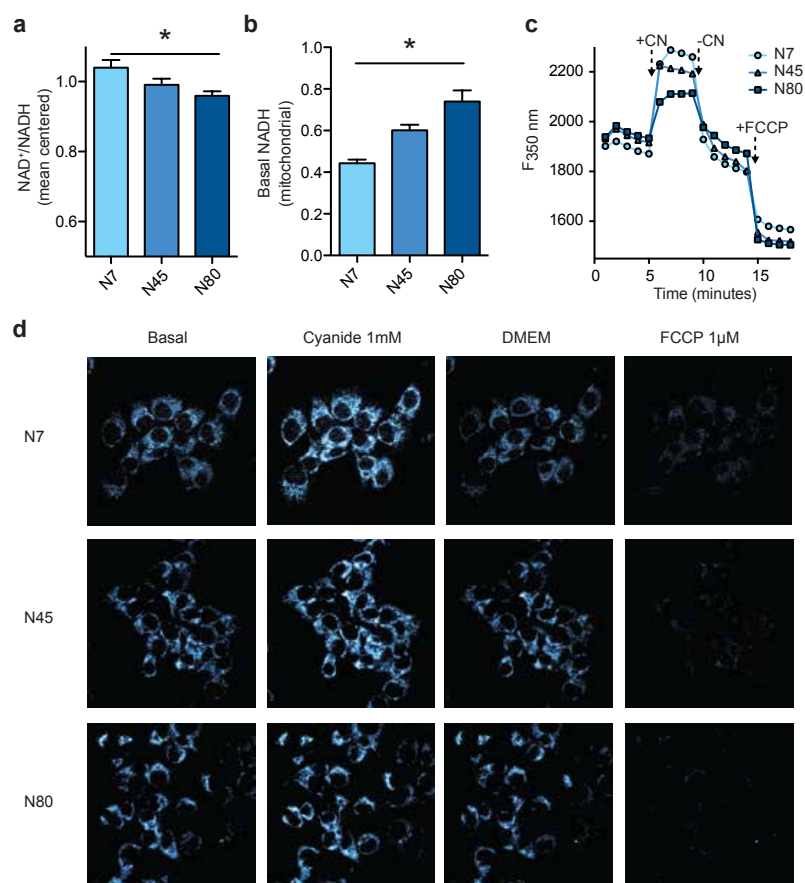 a
NAD⁺/NADH
(mean centered)
1.0
0.8
0.6
N7
N45
N80
*
b
Basal NADH
(mitochondrial)
1.0
0.8
0.6
0.4
0.2
0.0
N7
N45
N80
*
c
F350 nm
2200
2000
1800
1600
0
5
10
15
Time (minutes)
+CN
-CN
+FCCP
N7
N45
N80
d
Basal
Cyanide 1mM
DMEM
FCCP 1µM
N7
N45
N80